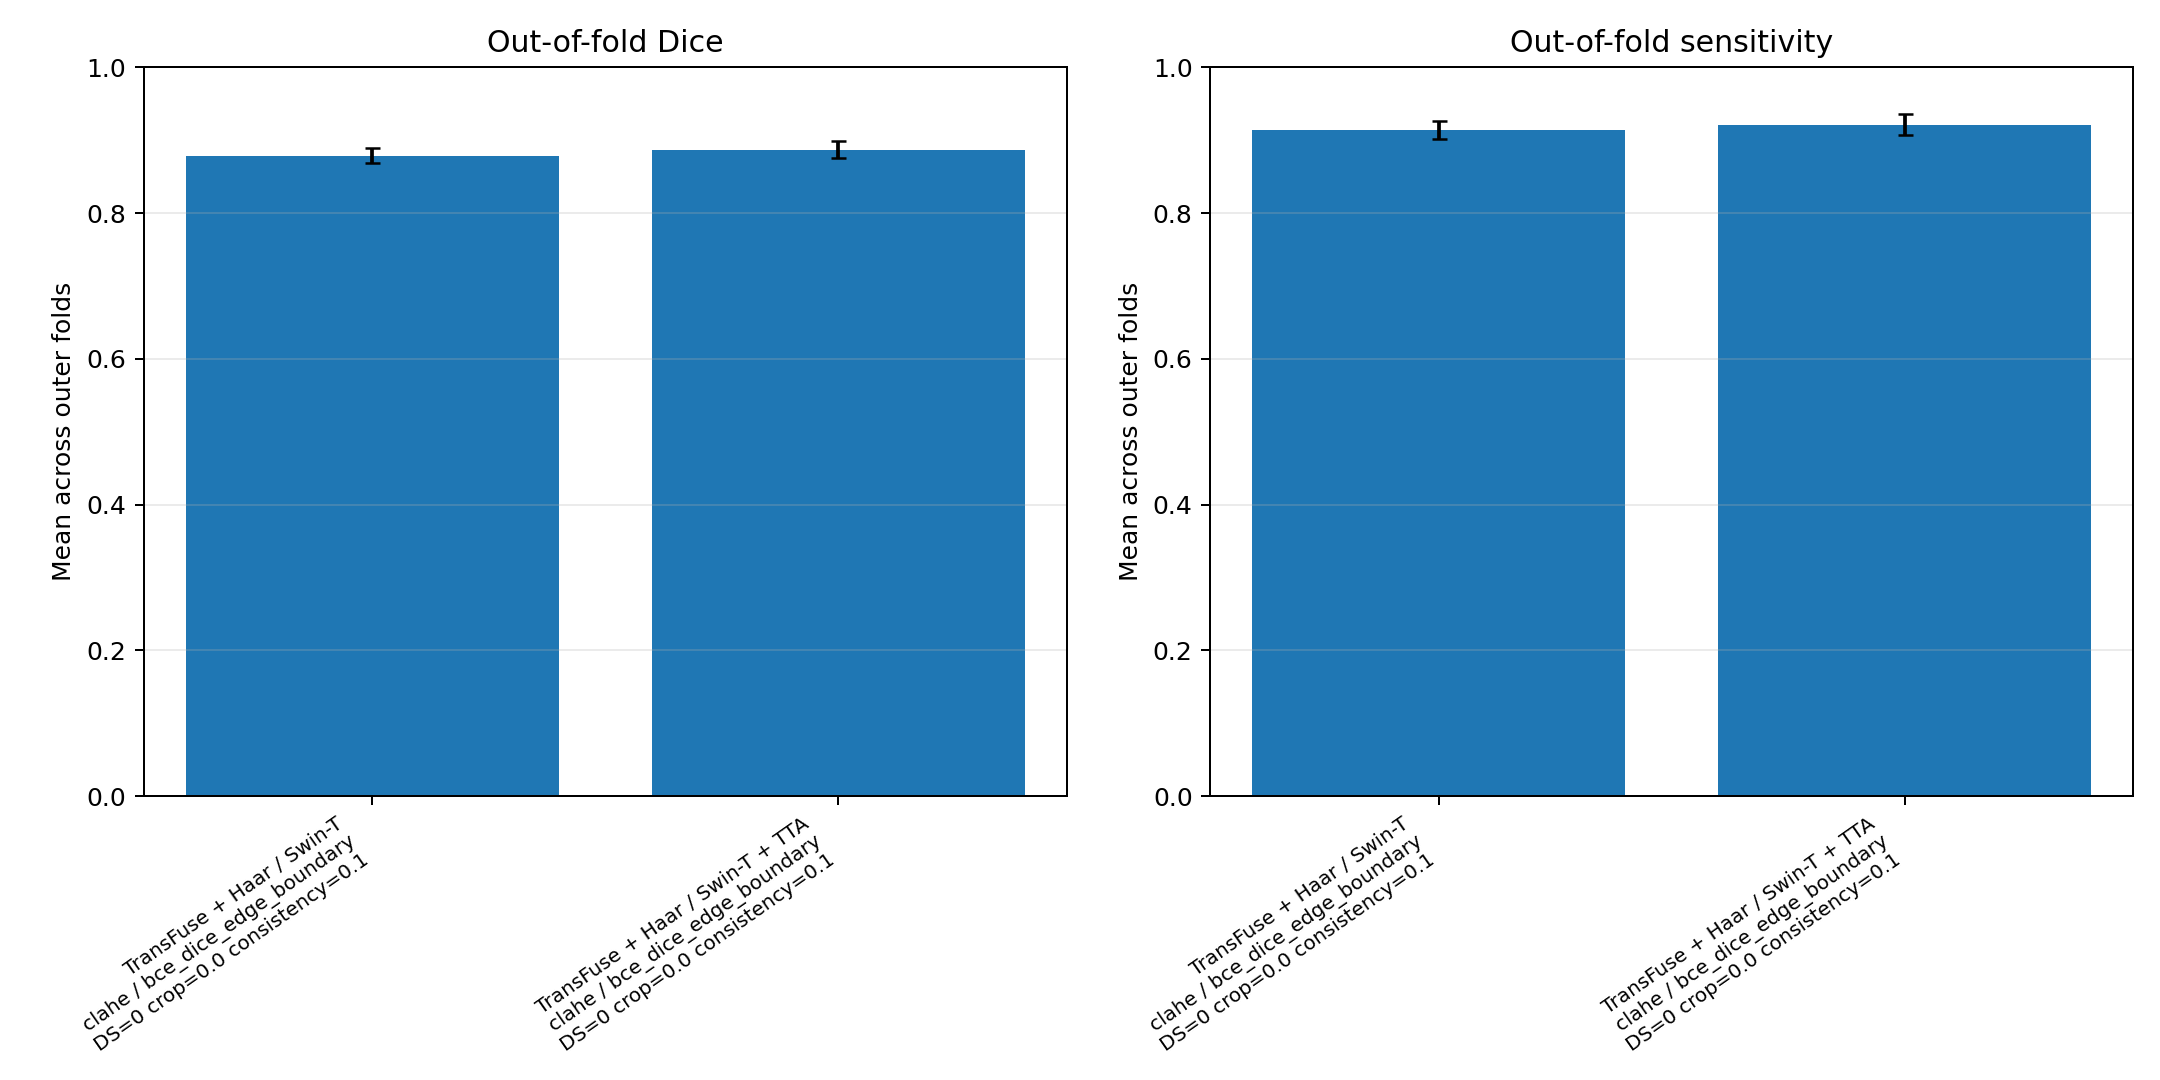 Out-of-fold Dice
Mean across outer folds
1.0
0.8
0.6
0.4
0.2
0.0
TransFuse + Haar / Swin-T
clahe / bce_dice_edge_boundary
DS=0 crop=0.0 consistency=0.1
TransFuse + Haar / Swin-T + TTA
clahe / bce_dice_edge_boundary
DS=0 crop=0.0 consistency=0.1
Out-of-fold sensitivity
Mean across outer folds
1.0
0.8
0.6
0.4
0.2
0.0
TransFuse + Haar / Swin-T
clahe / bce_dice_edge_boundary
DS=0 crop=0.0 consistency=0.1
TransFuse + Haar / Swin-T + TTA
clahe / bce_dice_edge_boundary
DS=0 crop=0.0 consistency=0.1